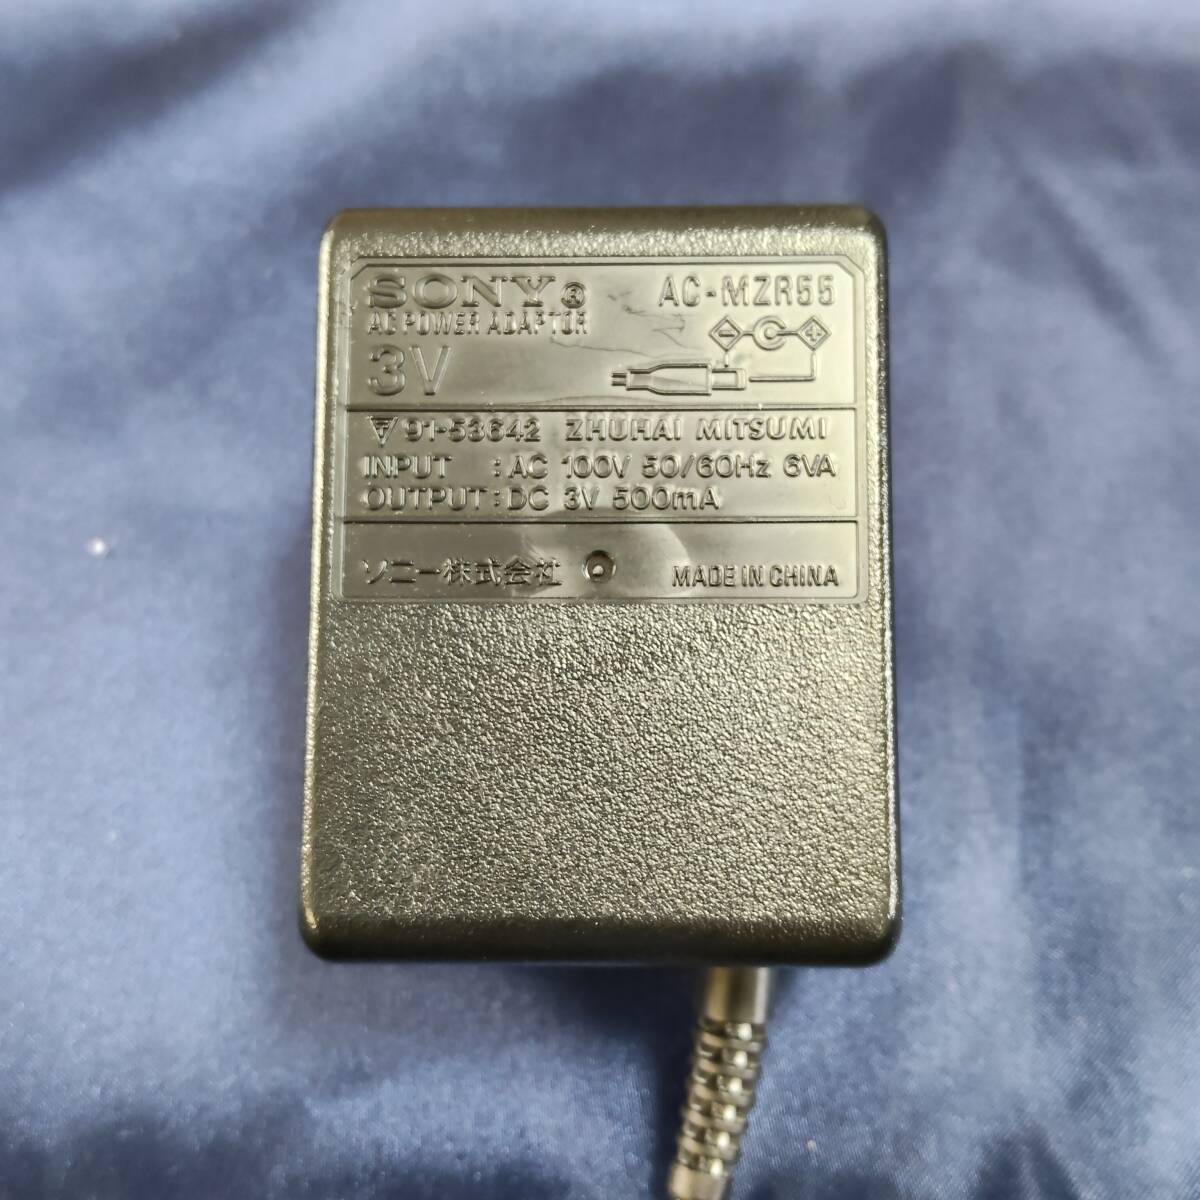 SONY® AC-MZR55
AC POWER ADAPTOR
3V
91-53642 ZHUHAI MITSUMI
INPUT : AC 100V 50/60Hz 6VA
OUTPUT : DC 3V 500mA
ソニー株式会社 MADE IN CHINA